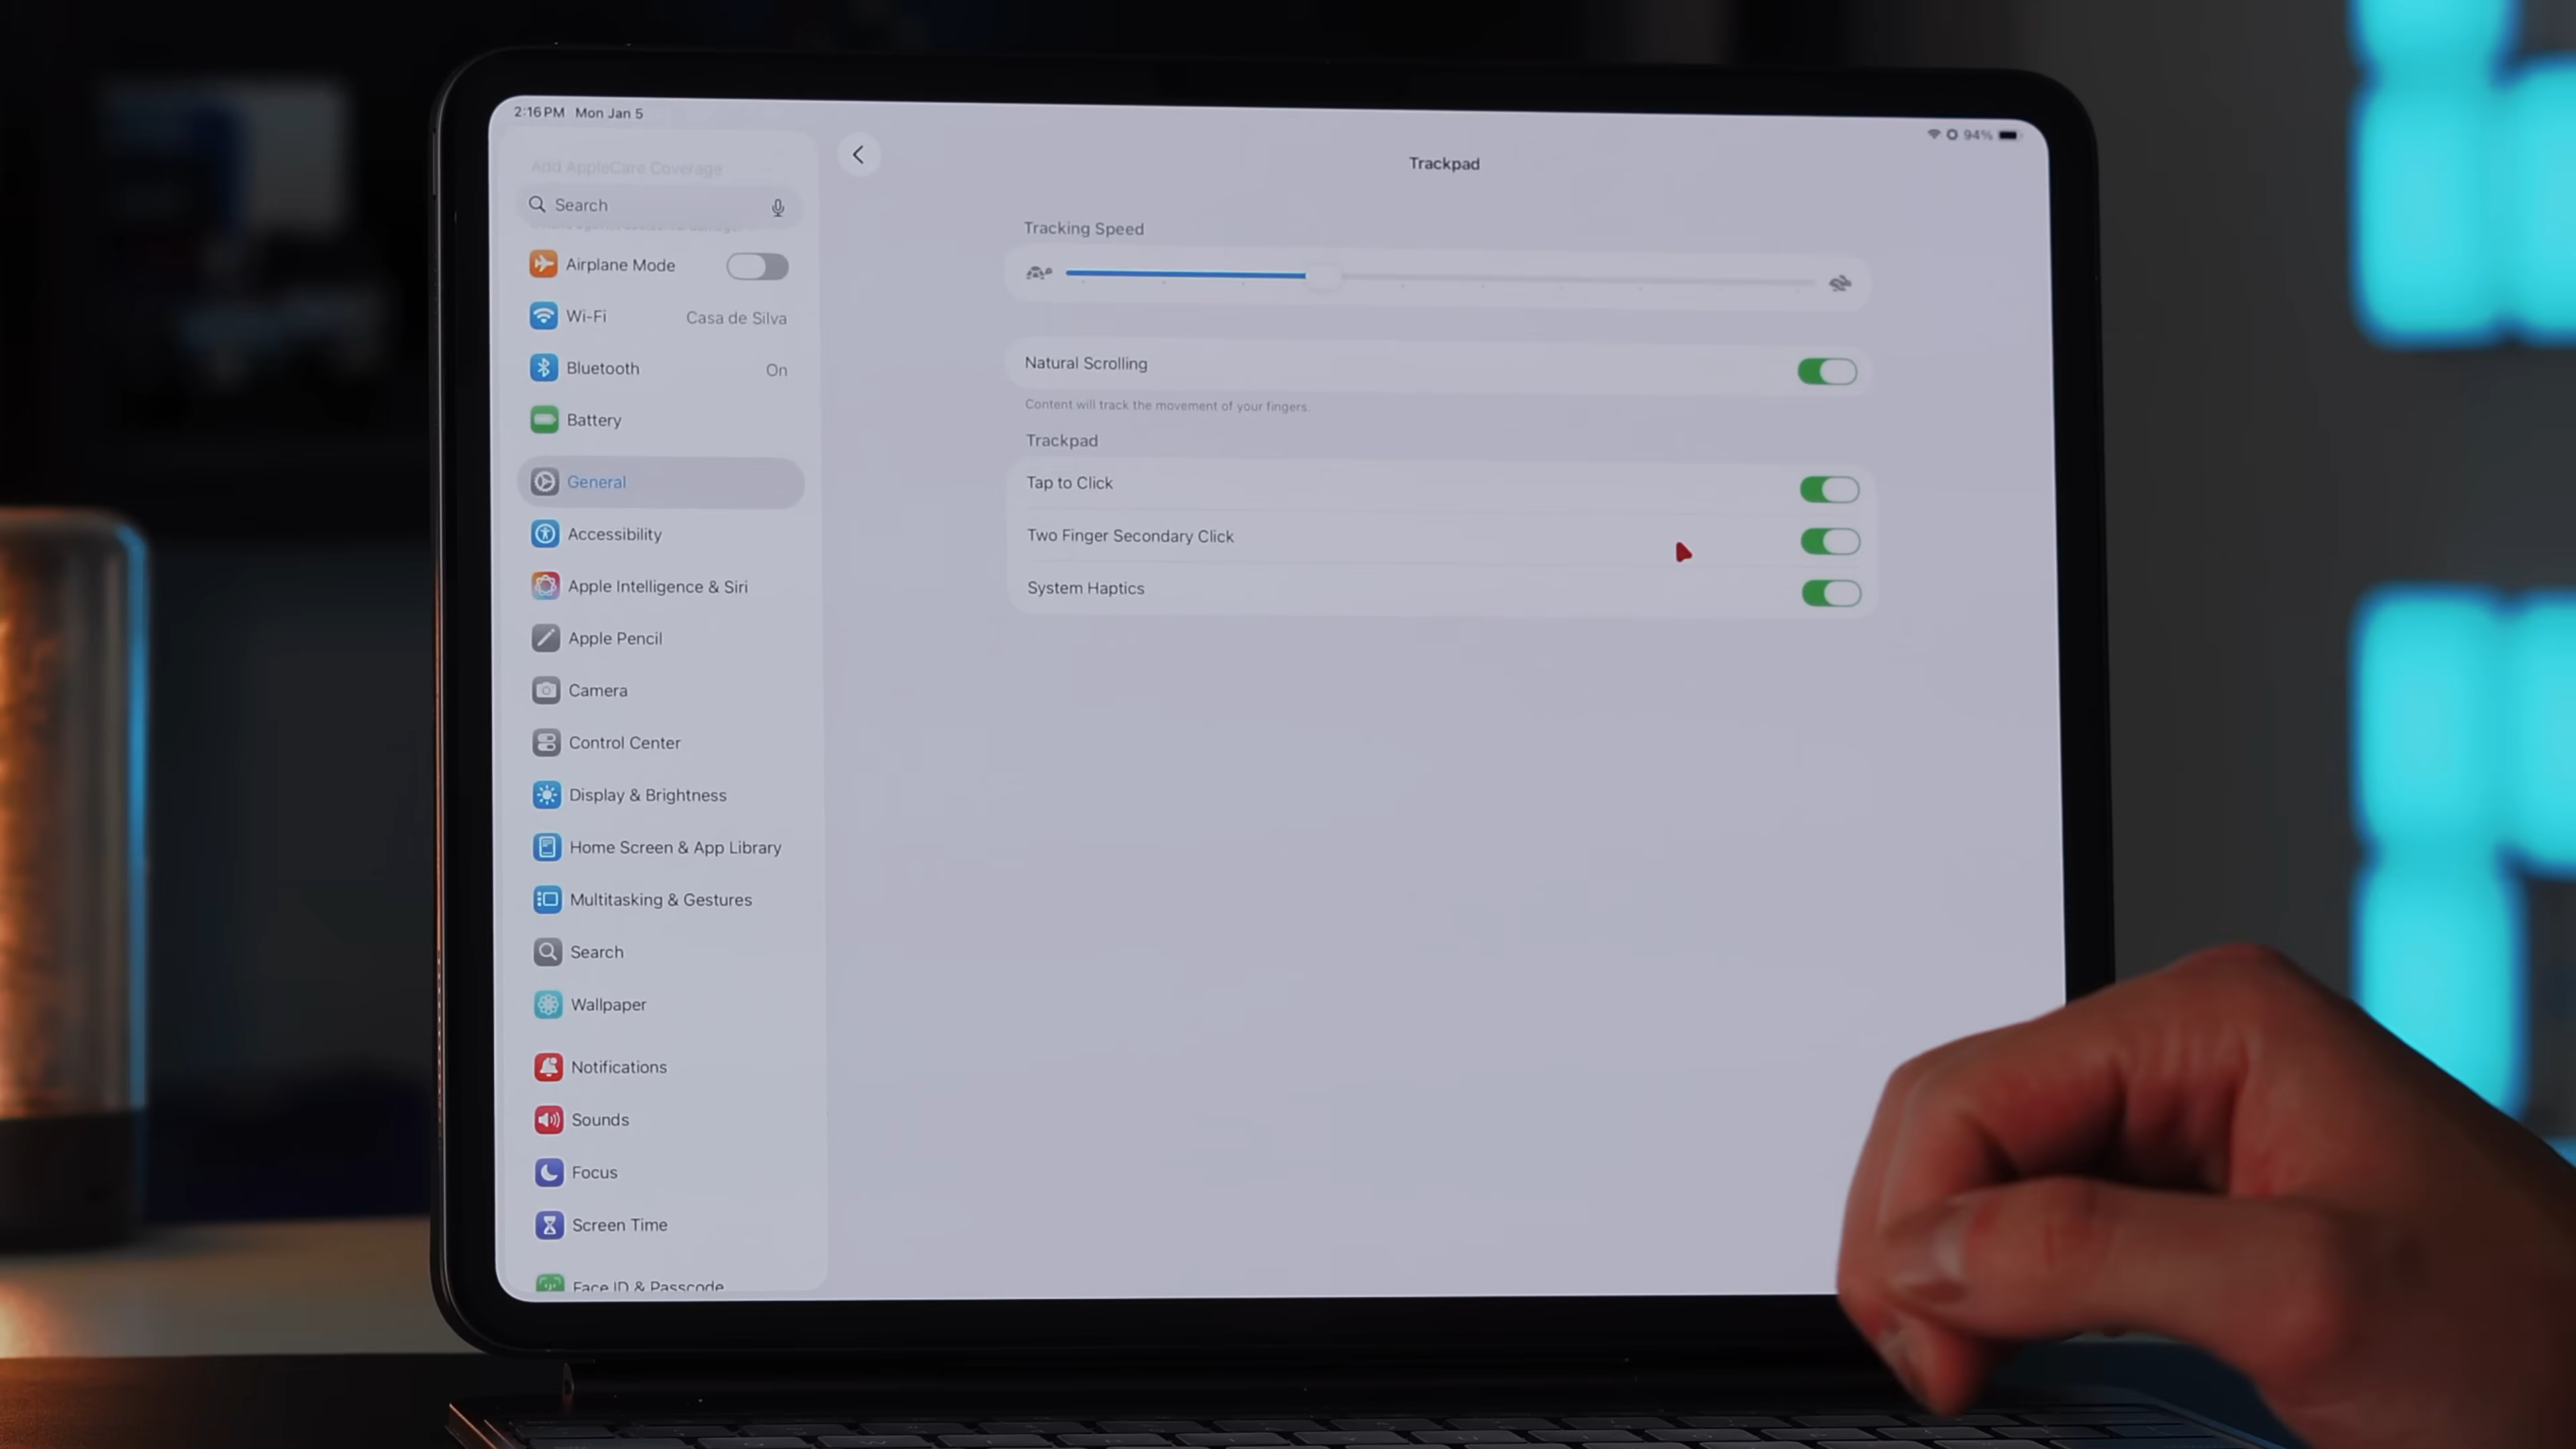 2:16 PM Mon Jan 5
94%
Add AppleCare Coverage
Search
Airplane Mode
Wi-Fi Casa de Silva
Bluetooth On
Battery
General
Accessibility
Apple Intelligence & Siri
Apple Pencil
Camera
Control Center
Display & Brightness
Home Screen & App Library
Multitasking & Gestures
Search
Wallpaper
Notifications
Sounds
Focus
Screen Time
Face ID & Passcode
Trackpad
Tracking Speed
Natural Scrolling
Content will track the movement of your fingers.
Trackpad
Tap to Click
Two Finger Secondary Click
System Haptics